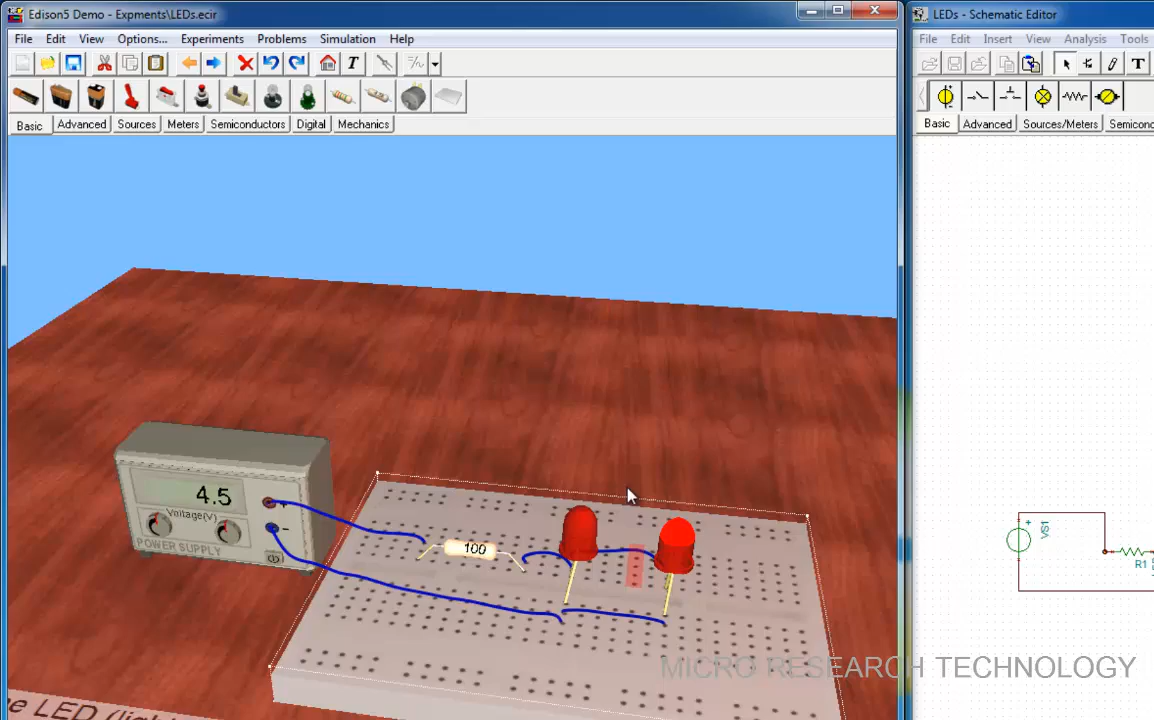 Edison5 Demo - Expments\LEDs.ecir
File Edit View Options... Experiments Problems Simulation Help
T
Basic Advanced Sources Meters Semiconductors Digital Mechanics
LEDs - Schematic Editor
File Edit Insert View Analysis Tools
T
Basic Advanced Sources/Meters Semicond
4.5
Voltage(V)
+
-
POWER SUPPLY
100
VS1
+
R1
MICRO RESEARCH TECHNOLOGY